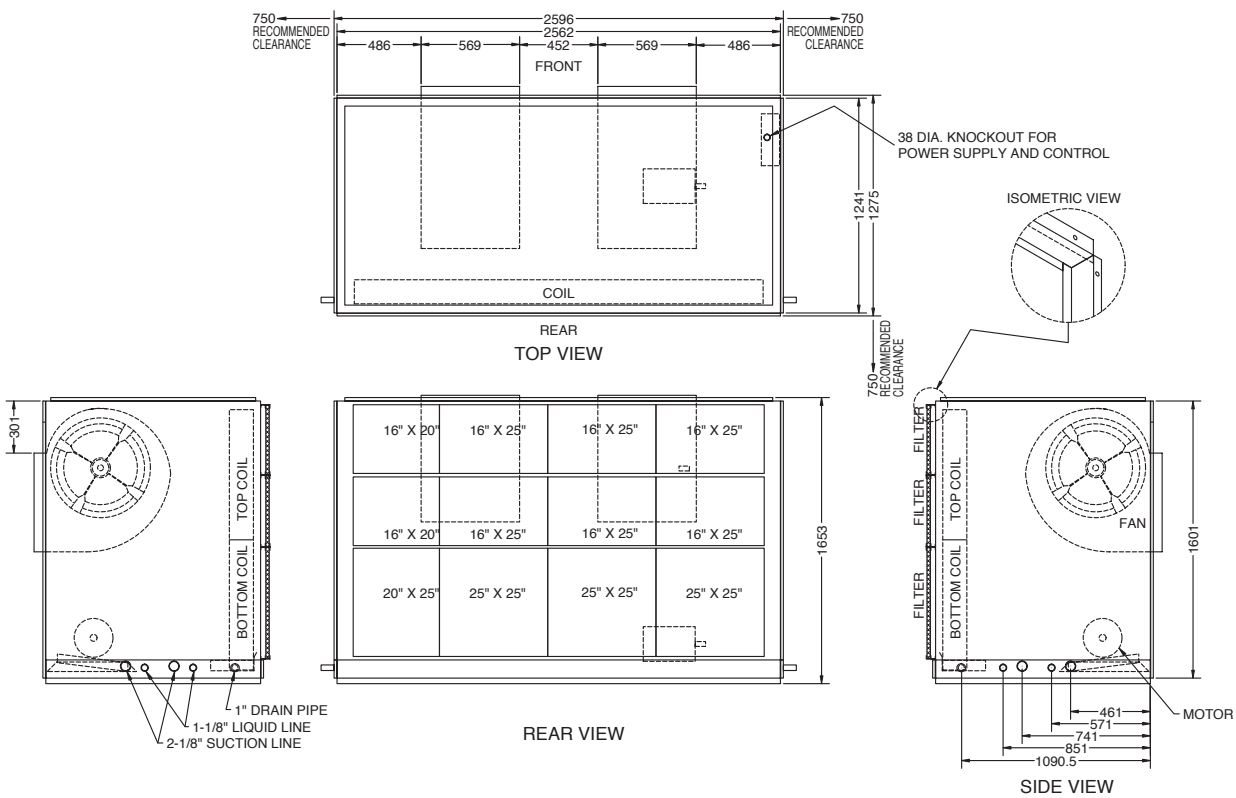 750
RECOMMENDED
CLEARANCE
2596
2562
750
RECOMMENDED
CLEARANCE
486
569
452
569
486
FRONT
38 DIA. KNOCKOUT FOR
POWER SUPPLY AND CONTROL
1241
1275
ISOMETRIC VIEW
COIL
REAR
TOP VIEW
750
RECOMMENDED
CLEARANCE
301
TOP COIL
BOTTOM COIL
1" DRAIN PIPE
1-1/8" LIQUID LINE
2-1/8" SUCTION LINE
16" X 20" 16" X 25" 16" X 25" 16" X 25"
16" X 20" 16" X 25" 16" X 25" 16" X 25"
20" X 25" 25" X 25" 25" X 25" 25" X 25"
1653
REAR VIEW
FILTER
FILTER
FILTER
TOP COIL
BOTTOM COIL
FAN
1601
MOTOR
461
571
741
851
1090.5
SIDE VIEW